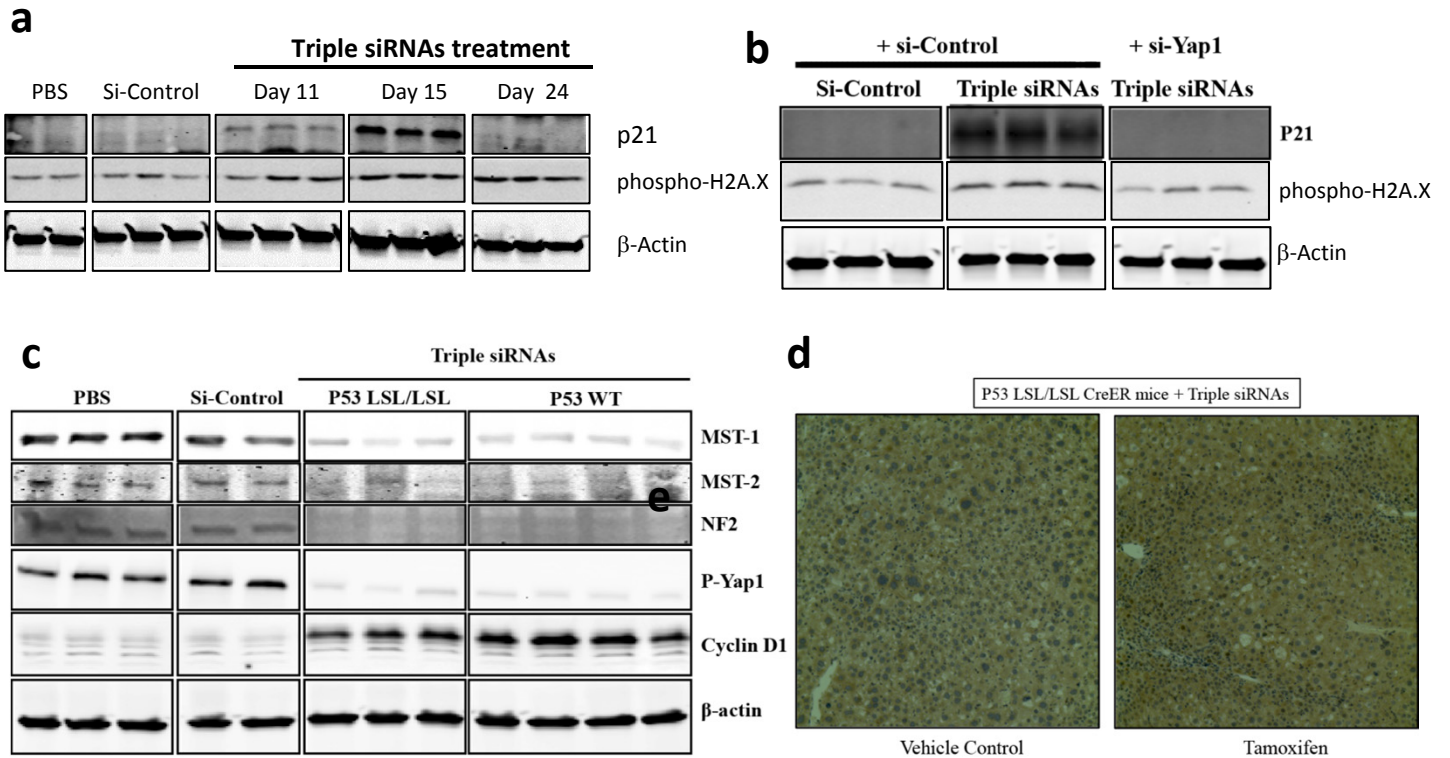 a
Triple siRNAs treatment
PBS Si-Control Day 11 Day 15 Day 24
p21
phospho-H2A.X
β-Actin
b
+ si-Control + si-Yap1
Si-Control Triple siRNAs Triple siRNAs
P21
phospho-H2A.X
β-Actin
c
Triple siRNAs
PBS Si-Control P53 LSL/LSL P53 WT
MST-1
MST-2
e
NF2
P-Yap1
Cyclin D1
β-actin
d
P53 LSL/LSL CreER mice + Triple siRNAs
Vehicle Control Tamoxifen